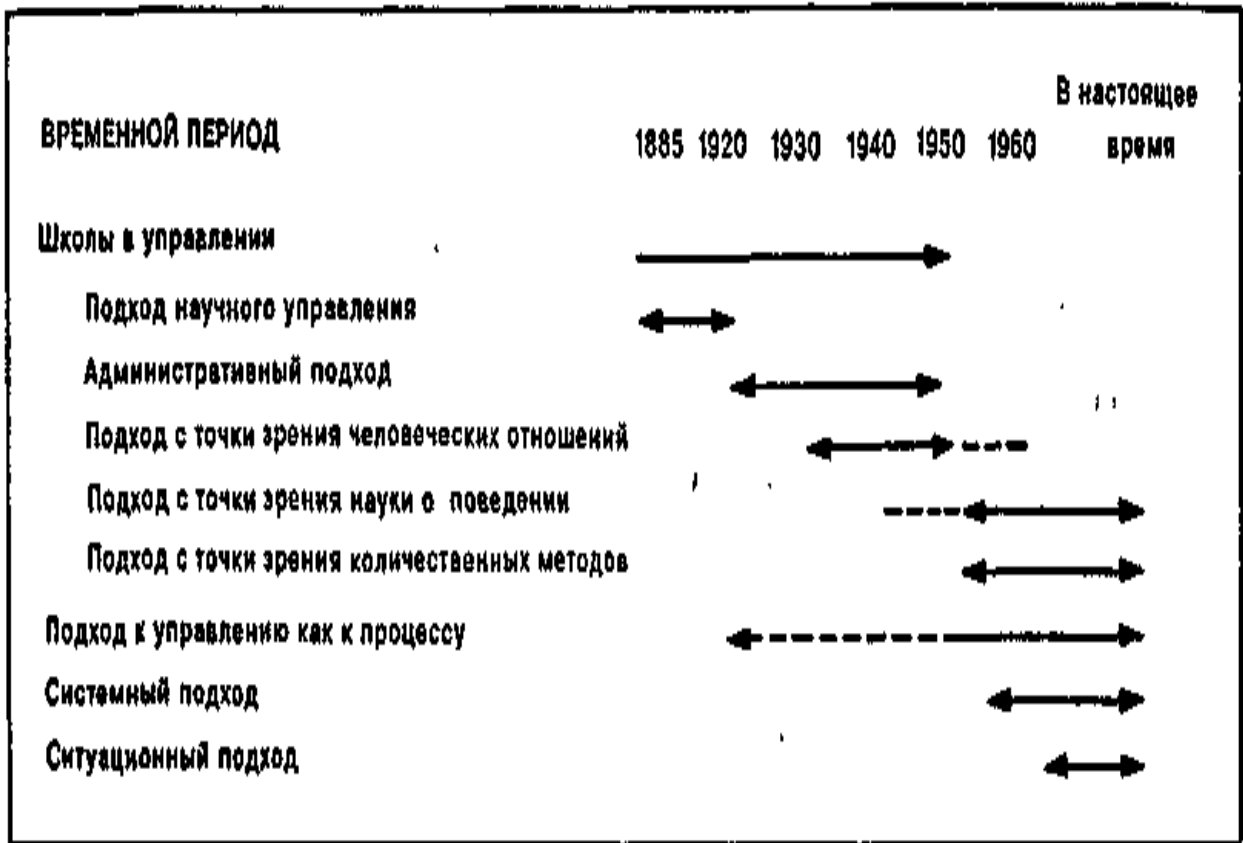 В настоящее
ВРЕМЕННОЙ ПЕРИОД 1885 1920 1930 1940 1950 1960 время
Школы в управлении
Подход научного управления
Административный подход
Подход с точки зрения человеческих отношений
Подход с точки зрения науки о поведении
Подход с точки зрения количественных методов
Подход к управлению как к процессу
Системный подход
Ситуационный подход